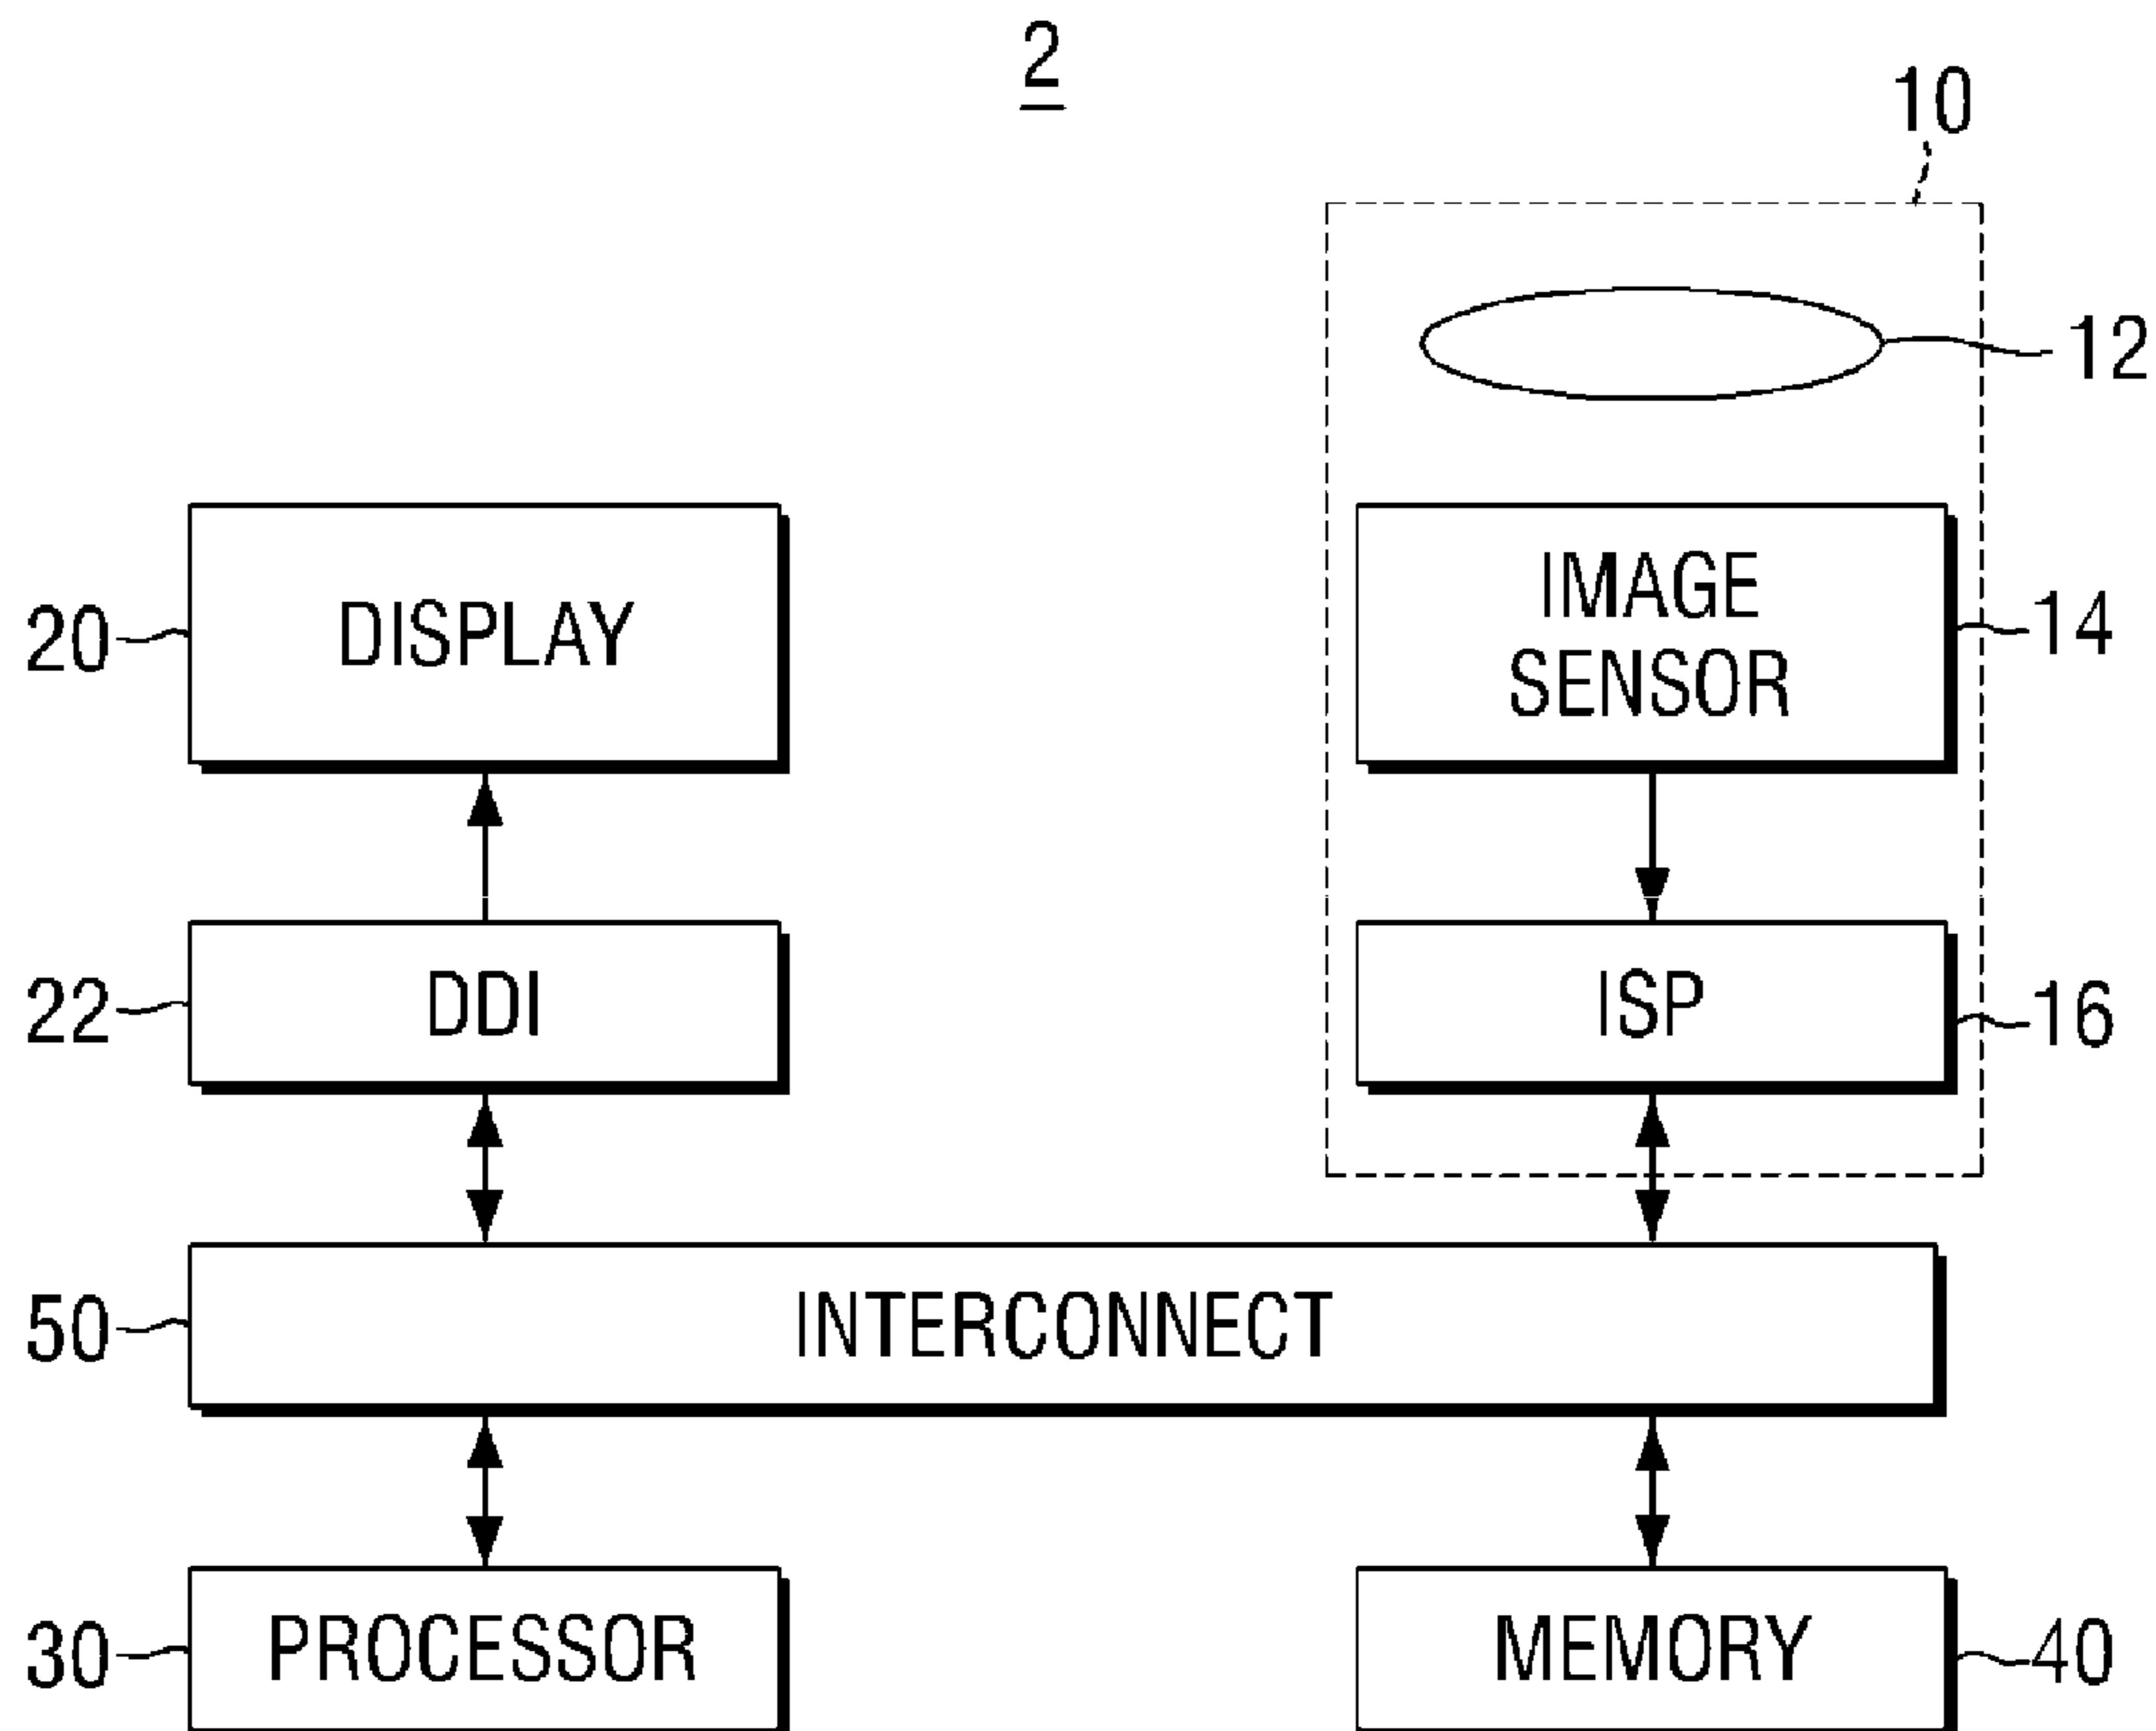 2
10
12
20
DISPLAY
IMAGE
SENSOR
14
22
DDI
ISP
16
50
INTERCONNECT
30
PROCESSOR
MEMORY
40